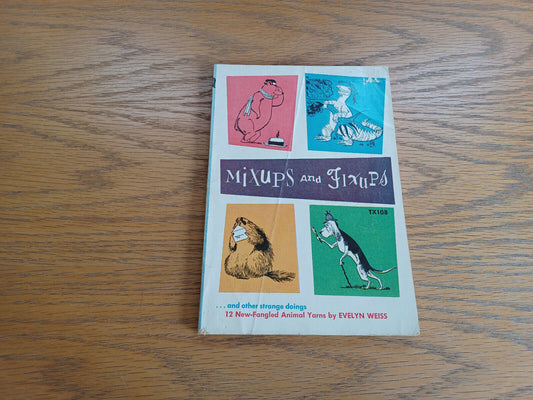 MiXUPS and FIXUPS
TX108
...and other strange doings
12 New-Fangled Animal Yarns by EVELYN WEISS